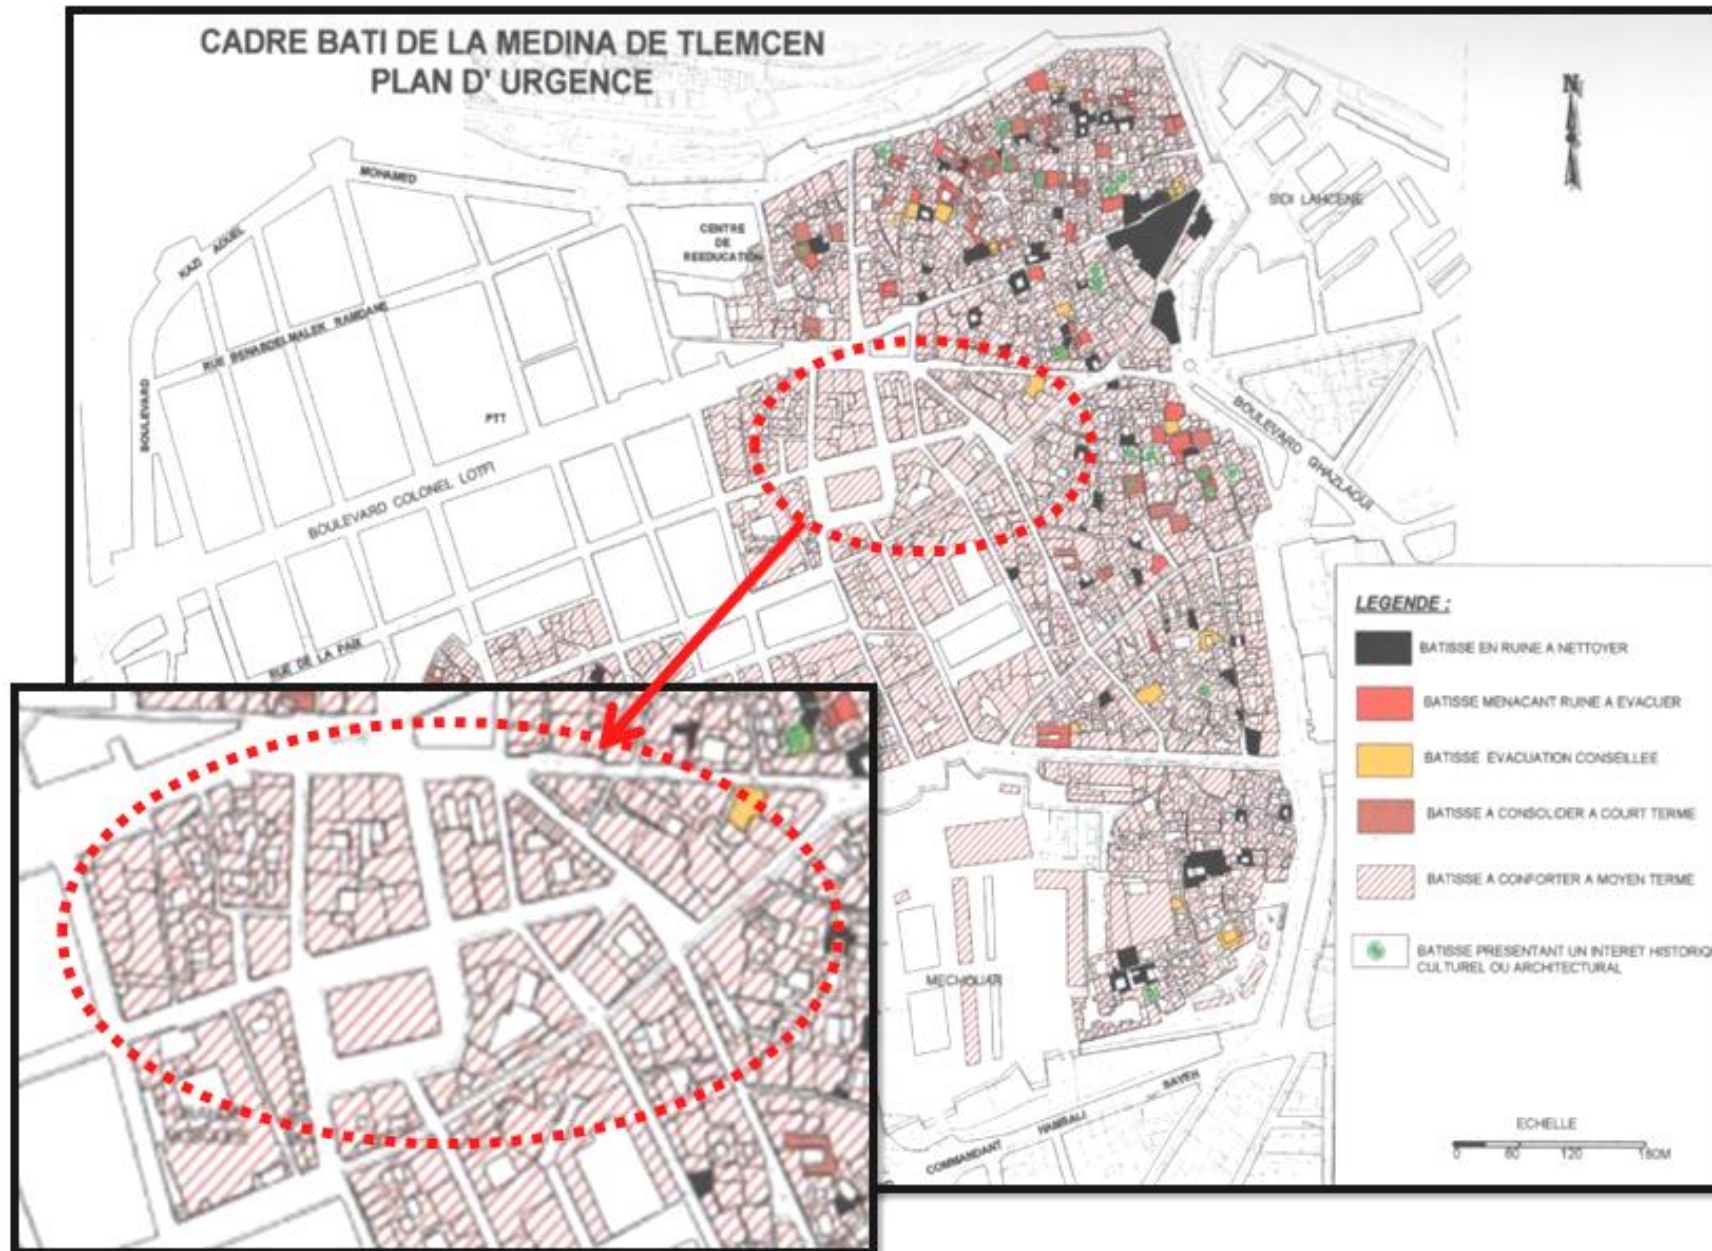 CADRE BATI DE LA MEDINA DE TLEMCEN
PLAN D' URGENCE
N
MOHAMED
KAZI AOUEL
BOULEVARD
CENTRE
DE
REEDUCATION
SIDI LAHCENE
RUE BENABDELMALEK RAMDANE
PTT
BOULEVARD COLONEL LOTFI
BOULEVARD GHAZLAOUI
RUE DE LA PAIX
MECHOUAR
COMMANDANT HAMSALI SAYEH
LEGENDE :
BATISSE EN RUINE A NETTOYER
BATISSE MENACANT RUINE A EVACUER
BATISSE EVACUATION CONSEILLEE
BATISSE A CONSOLIDER A COURT TERME
BATISSE A CONFORTER A MOYEN TERME
BATISSE PRESENTANT UN INTERET HISTORIQ
CULTUREL OU ARCHITECTURAL
ECHELLE
0 60 120 180M